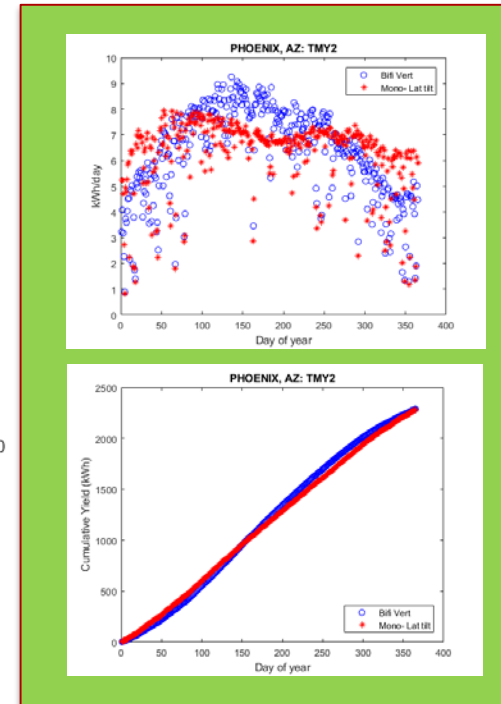 PHOENIX, AZ: TMY2
Bifi Vert
Mono- Lat tilt
kWh/day
10
9
8
7
6
5
4
3
2
1
0
0 50 100 150 200 250 300 350 400
Day of year
PHOENIX, AZ: TMY2
Cumulative Yield (kWh)
2500
2000
1500
1000
500
0
0 50 100 150 200 250 300 350 400
Bifi Vert
Mono- Lat tilt
Day of year
0